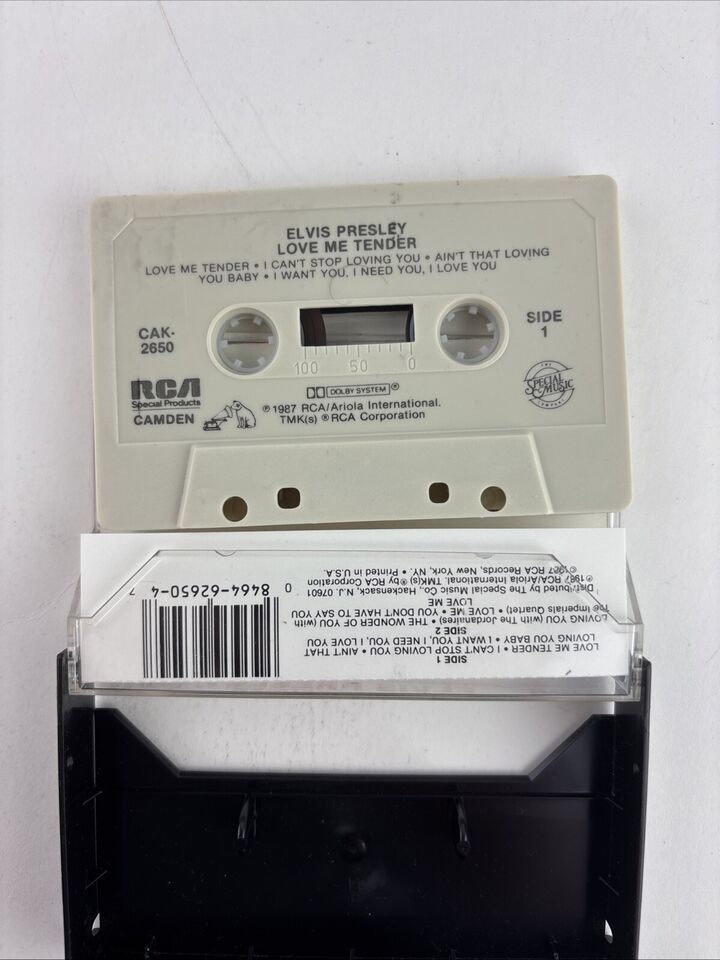 ELVIS PRESLEY
LOVE ME TENDER
LOVE ME TENDER • I CAN'T STOP LOVING YOU • AIN'T THAT LOVING
YOU BABY • I WANT YOU, I NEED YOU, I LOVE YOU
CAK-
2650
SIDE
1
100 50 0
RCA
Special Products
CAMDEN
DOLBY SYSTEM ®
℗ 1987 RCA/Ariola International.
TMK(s) ® RCA Corporation
THE
SPECIAL
MUSIC
COMPANY
SIDE 1
LOVE ME TENDER • I CAN'T STOP LOVING YOU • AIN'T THAT
LOVING YOU BABY • I WANT YOU, I NEED YOU, I LOVE YOU
SIDE 2
LOVING YOU (with The Jordanaires) • THE WONDER OF YOU (with
The Imperials Quartet) • LOVE ME • YOU DON'T HAVE TO SAY YOU
LOVE ME
Distributed by The Special Music Co., Hackensack, N.J. 07601
℗ 1987 RCA/Ariola International. TMK(s) ® by RCA Corporation
© 1987 RCA Records, New York, NY. • Printed in U.S.A.
0 8464-62650-4 7